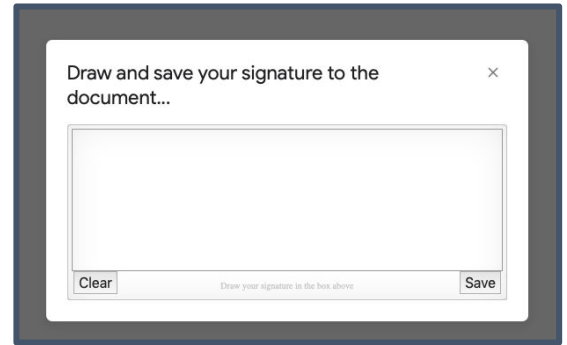 Draw and save your signature to the
document...
×
Clear
Draw your signature in the box above
Save